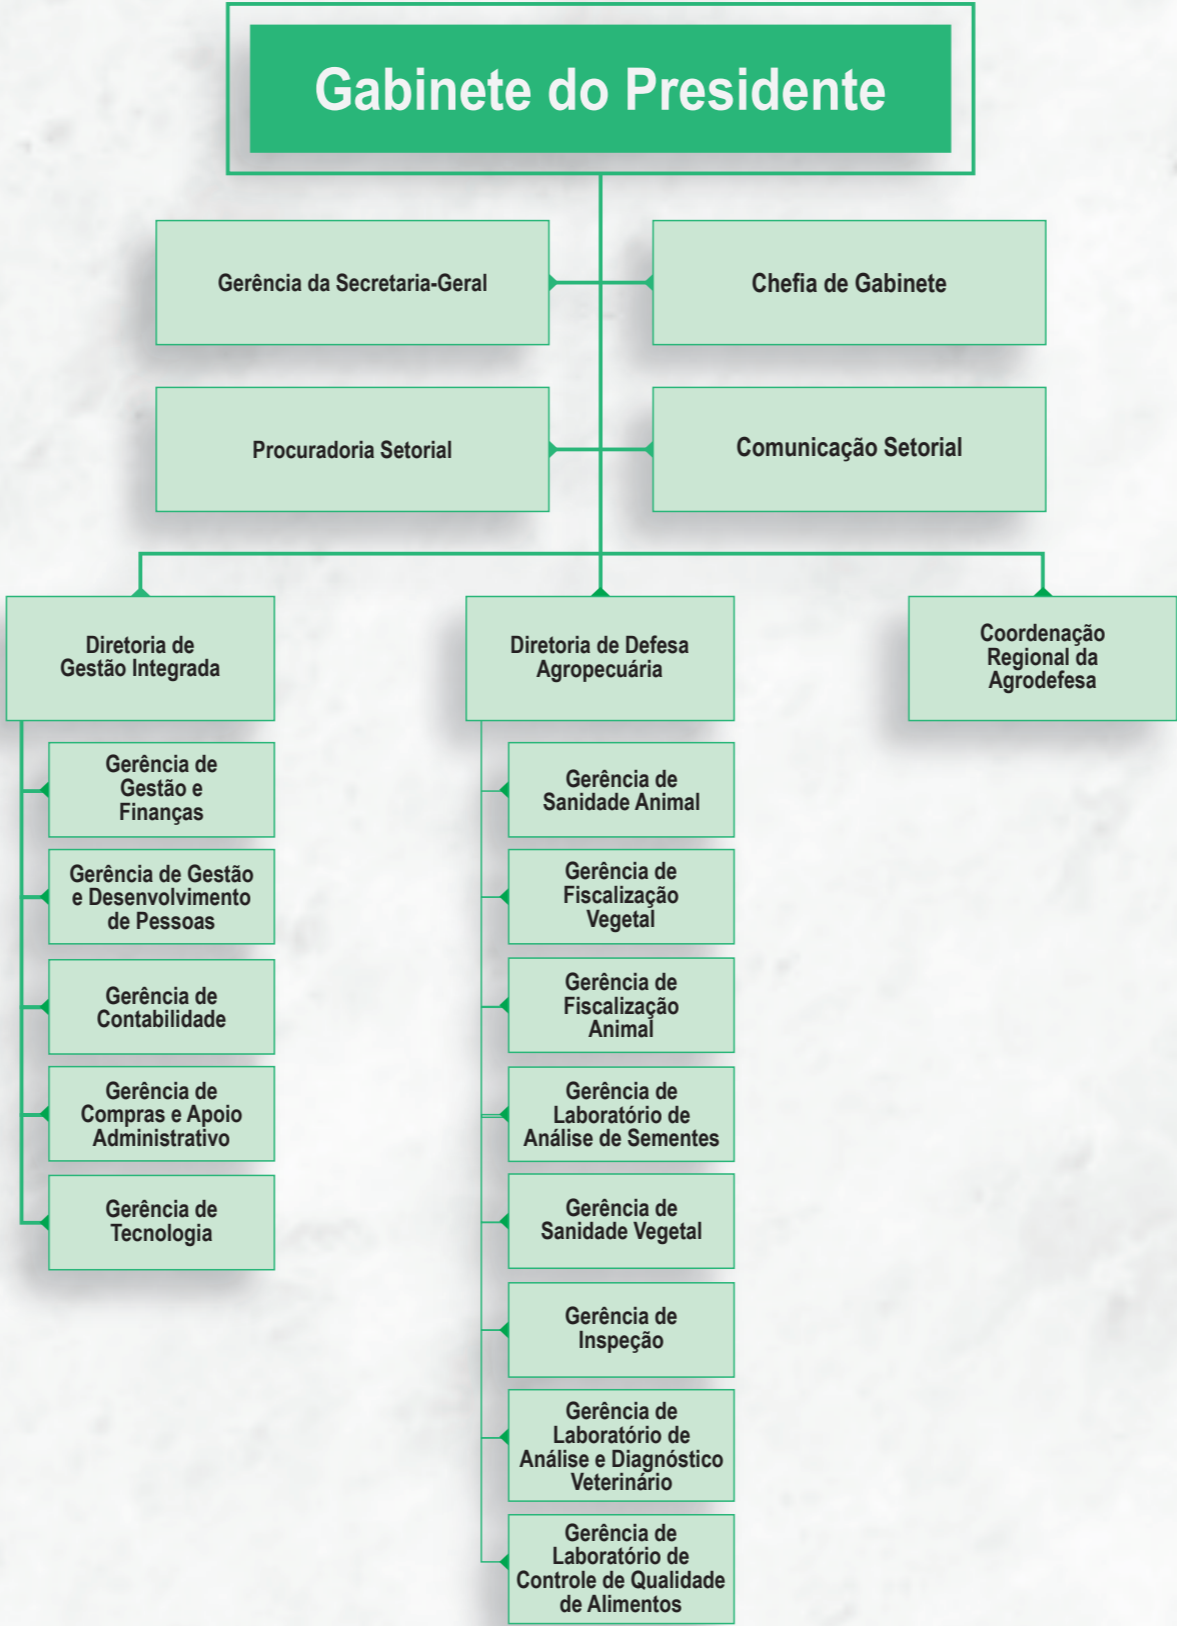 Gabinete do Presidente
Gerência da Secretaria-Geral
Chefia de Gabinete
Procuradoria Setorial
Comunicação Setorial
Diretoria de
Gestão Integrada
Gerência de
Gestão e
Finanças
Gerência de Gestão
e Desenvolvimento
de Pessoas
Gerência de
Contabilidade
Gerência de
Compras e Apoio
Administrativo
Gerência de
Tecnologia
Diretoria de Defesa
Agropecuária
Gerência de
Sanidade Animal
Gerência de
Fiscalização
Vegetal
Gerência de
Fiscalização
Animal
Gerência de
Laboratório de
Análise de Sementes
Gerência de
Sanidade Vegetal
Gerência de
Inspeção
Gerência de
Laboratório de
Análise e Diagnóstico
Veterinário
Gerência de
Laboratório de
Controle de Qualidade
de Alimentos
Coordenação
Regional da
Agrodefesa